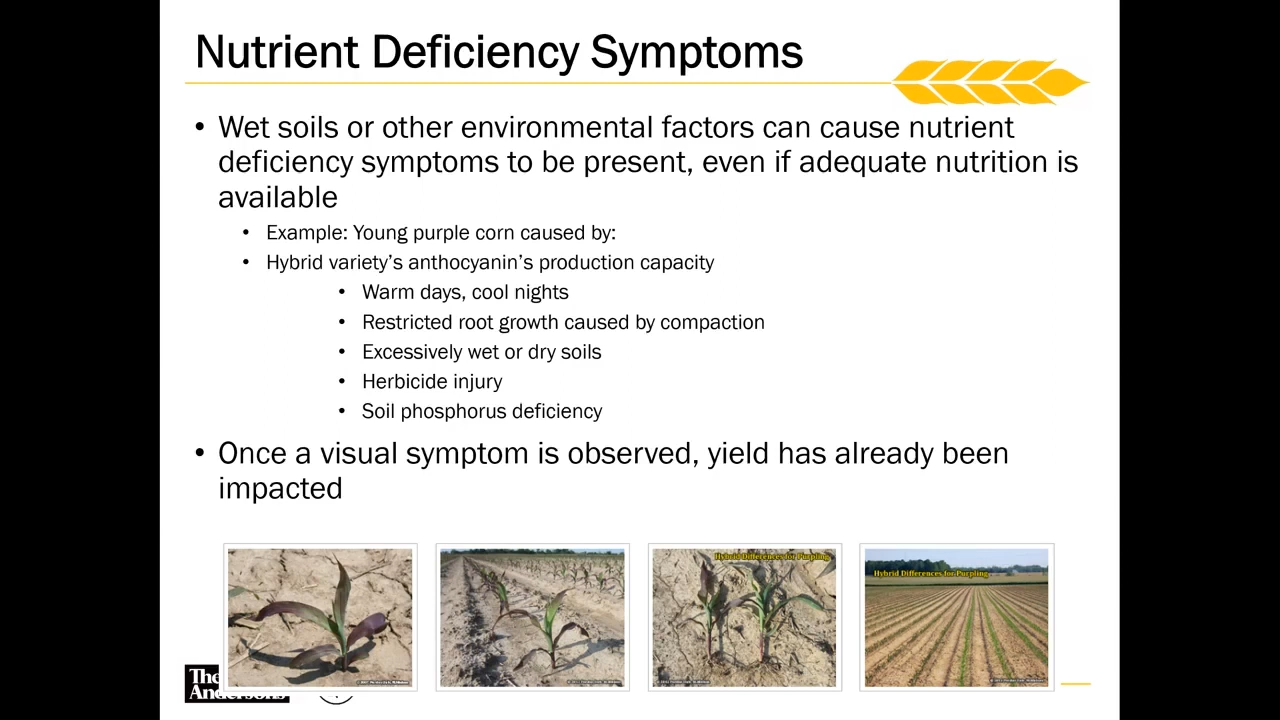 Nutrient Deficiency Symptoms
• Wet soils or other environmental factors can cause nutrient
deficiency symptoms to be present, even if adequate nutrition is
available
• Example: Young purple corn caused by:
• Hybrid variety’s anthocyanin’s production capacity
• Warm days, cool nights
• Restricted root growth caused by compaction
• Excessively wet or dry soils
• Herbicide injury
• Soil phosphorus deficiency
• Once a visual symptom is observed, yield has already been
impacted
Hybrid Differences for Purpling
Hybrid Differences for Purpling
The
Andersons